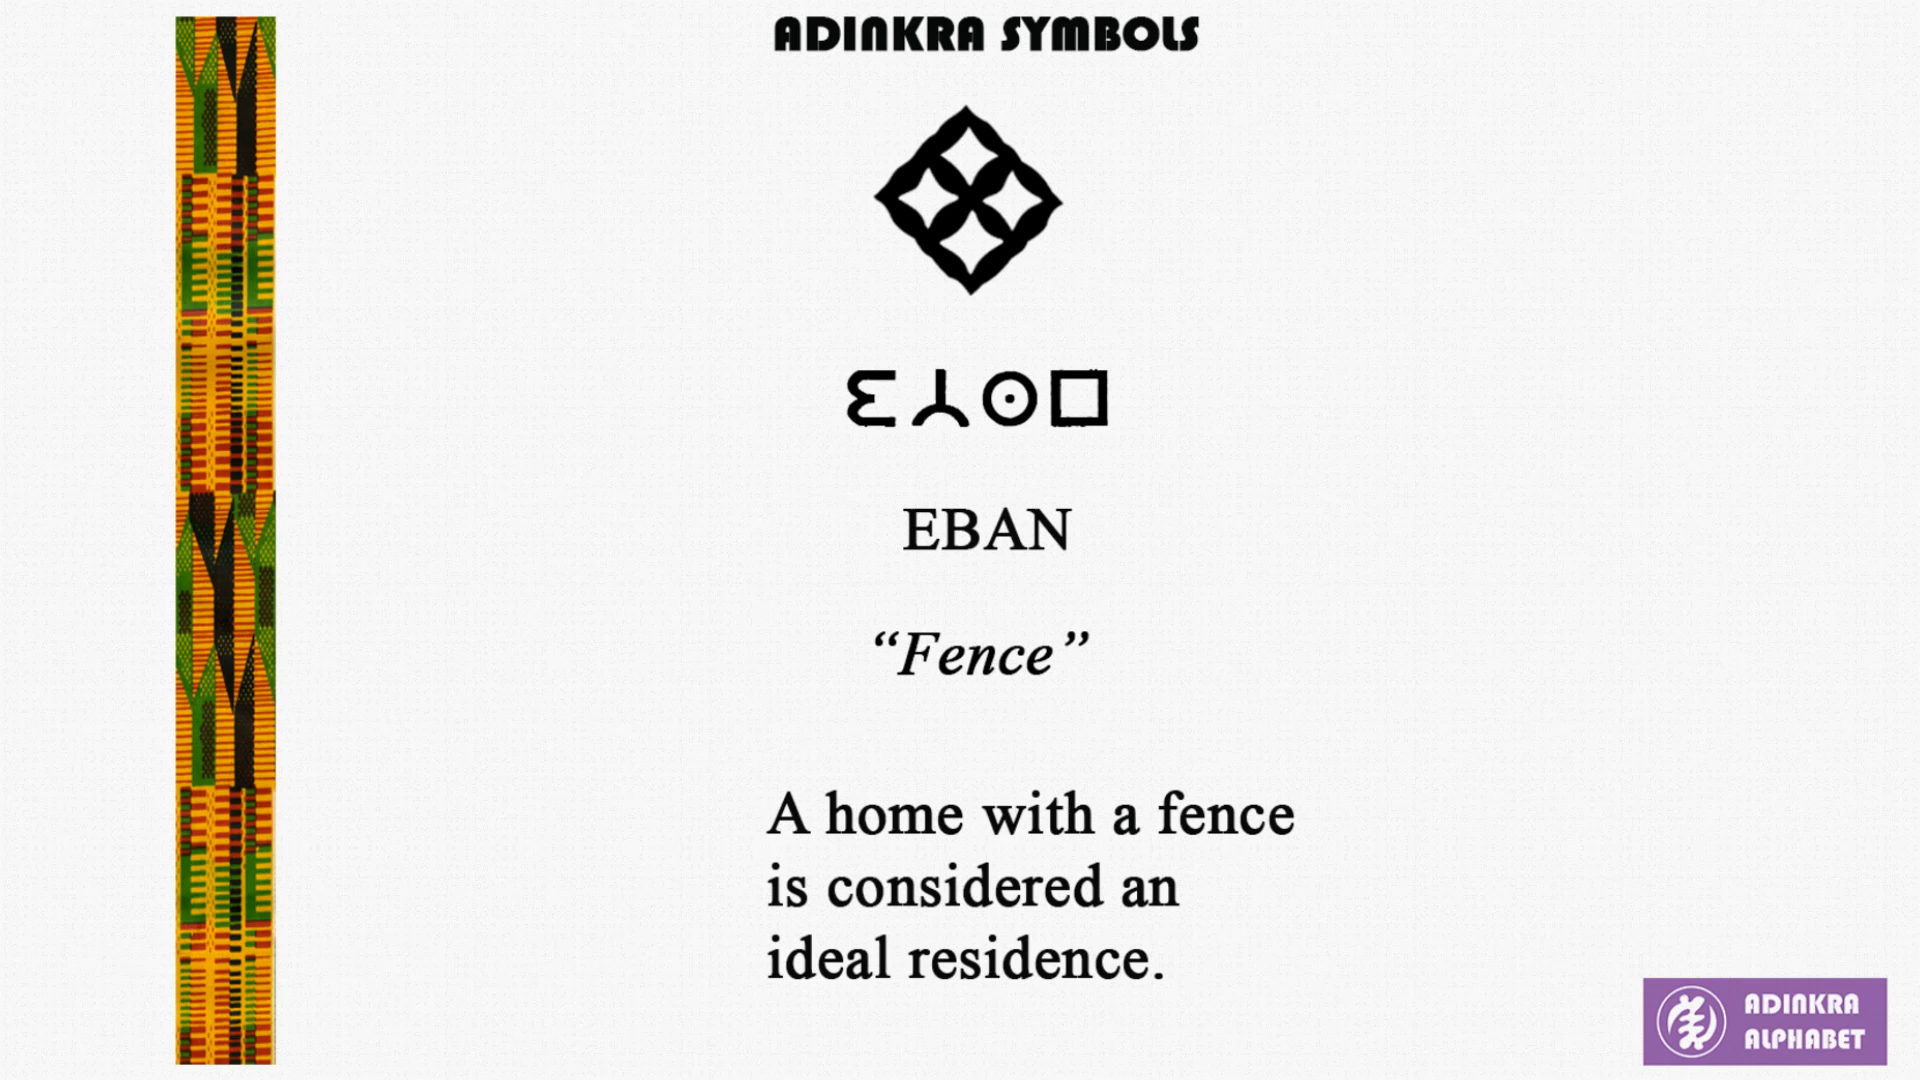 ADINKRA SYMBOLS
EBAN
“Fence”
A home with a fence
is considered an
ideal residence.
ADINKRA
ALPHABET